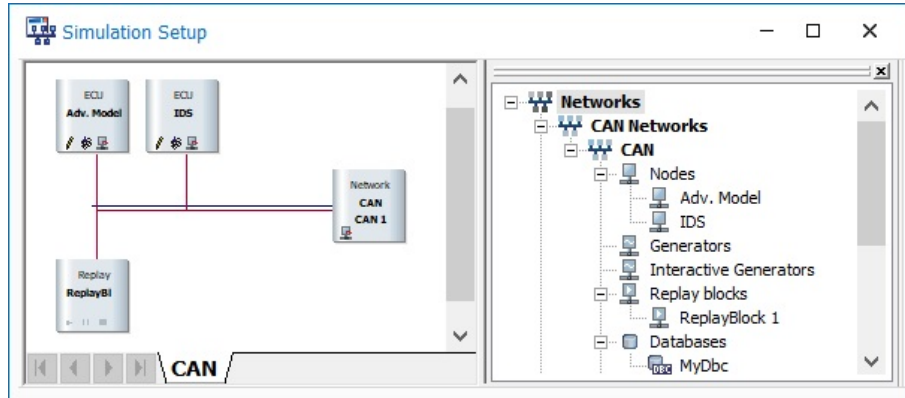 Simulation Setup
ECU
Adv. Model
ECU
IDS
Network
CAN
CAN 1
Replay
ReplayBl
CAN
Networks
CAN Networks
CAN
Nodes
Adv. Model
IDS
Generators
Interactive Generators
Replay blocks
ReplayBlock 1
Databases
DBC
MyDbc